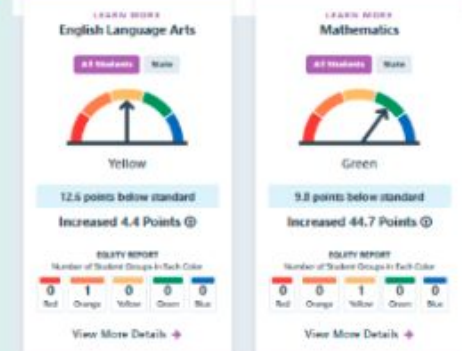 LEARN MORE
English Language Arts
All Students State
Yellow
12.6 points below standard
Increased 4.4 Points ⓘ
EQUITY REPORT
Number of Student Groups in Each Color
0 1 0 0 0
Red Orange Yellow Green Blue
View More Details →
LEARN MORE
Mathematics
All Students State
Green
9.8 points below standard
Increased 44.7 Points ⓘ
EQUITY REPORT
Number of Student Groups in Each Color
0 0 1 0 0
Red Orange Yellow Green Blue
View More Details →